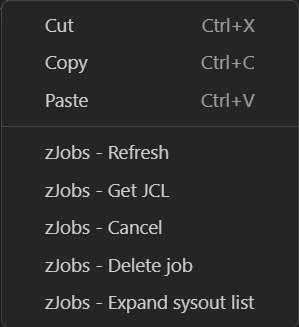 Cut Ctrl+X
Copy Ctrl+C
Paste Ctrl+V
zJobs - Refresh
zJobs - Get JCL
zJobs - Cancel
zJobs - Delete job
zJobs - Expand sysout list